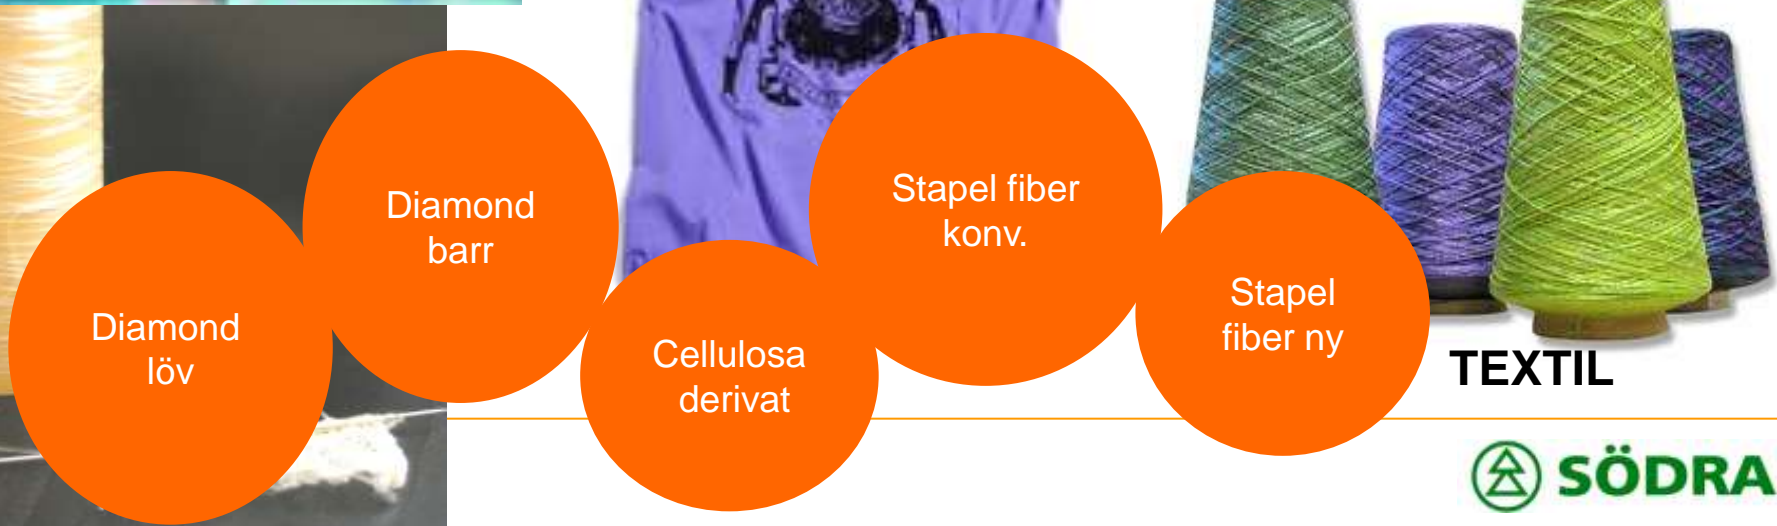 Diamond
löv
Diamond
barr
Cellulosa
derivat
Stapel fiber
konv.
Stapel
fiber ny
TEXTIL
SÖDRA